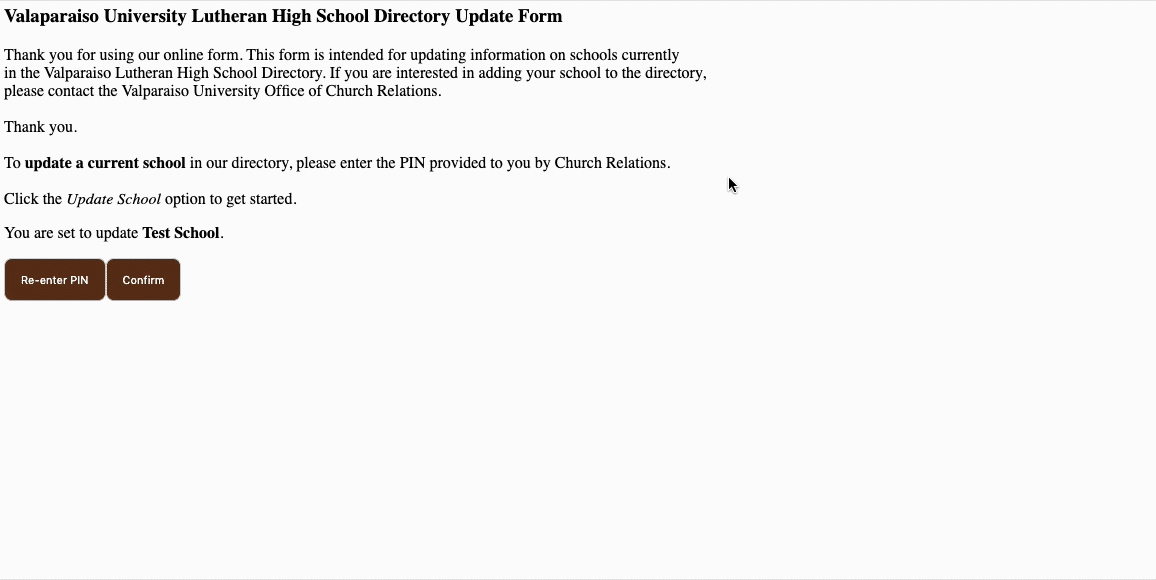 Valaparaiso University Lutheran High School Directory Update Form
Thank you for using our online form. This form is intended for updating information on schools currently
in the Valparaiso Lutheran High School Directory. If you are interested in adding your school to the directory,
please contact the Valparaiso University Office of Church Relations.
Thank you.
To update a current school in our directory, please enter the PIN provided to you by Church Relations.
Click the Update School option to get started.
You are set to update Test School.
Re-enter PIN Confirm